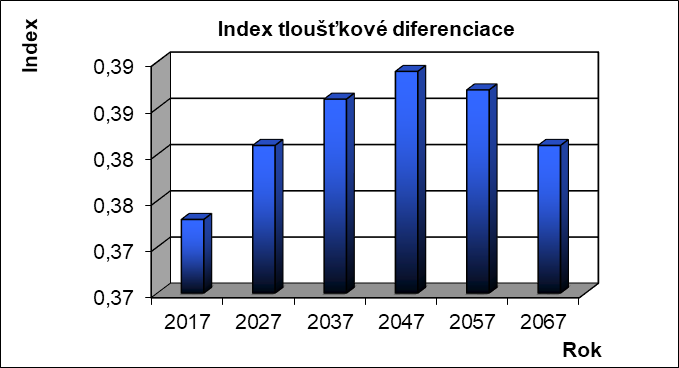 Index tloušťkové diferenciace
Index
0,39
0,39
0,38
0,38
0,37
0,37
2017 2027 2037 2047 2057 2067
Rok